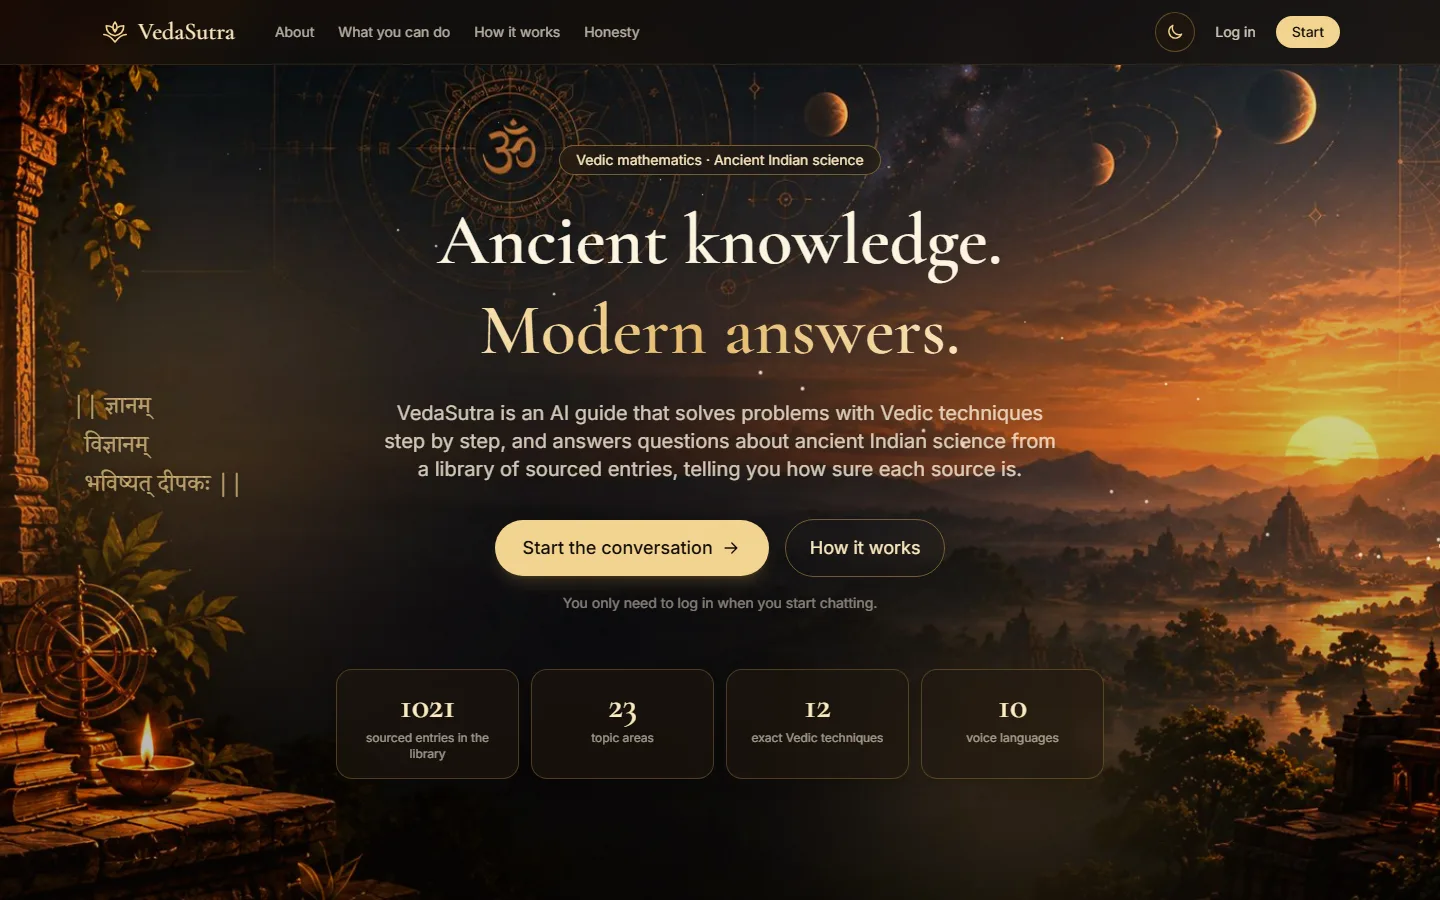 VedaSutra
About
What you can do
How it works
Honesty
Log in
Start
ॐ
Vedic mathematics · Ancient Indian science
Ancient knowledge.
Modern answers.
|| ज्ञानम्
विज्ञानम्
भविष्यत् दीपकः ||
VedaSutra is an AI guide that solves problems with Vedic techniques
step by step, and answers questions about ancient Indian science from
a library of sourced entries, telling you how sure each source is.
Start the conversation →
How it works
You only need to log in when you start chatting.
1021
sourced entries in the
library
23
topic areas
12
exact Vedic techniques
10
voice languages